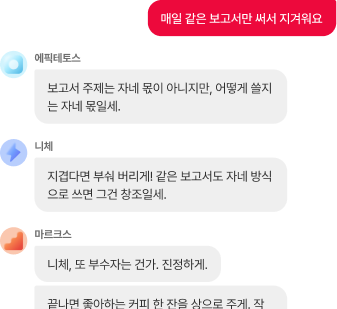 매일 같은 보고서만 써서 지겨워요
에픽테토스
보고서 주제는 자네 몫이 아니지만, 어떻게 쓸지
는 자네 몫일세.
니체
지겹다면 부숴 버리게! 같은 보고서도 자네 방식
으로 쓰면 그건 창조일세.
마르크스
니체, 또 부수자는 건가. 진정하게.
끝나면 좋아하는 커피 한 잔을 상으로 주게. 작